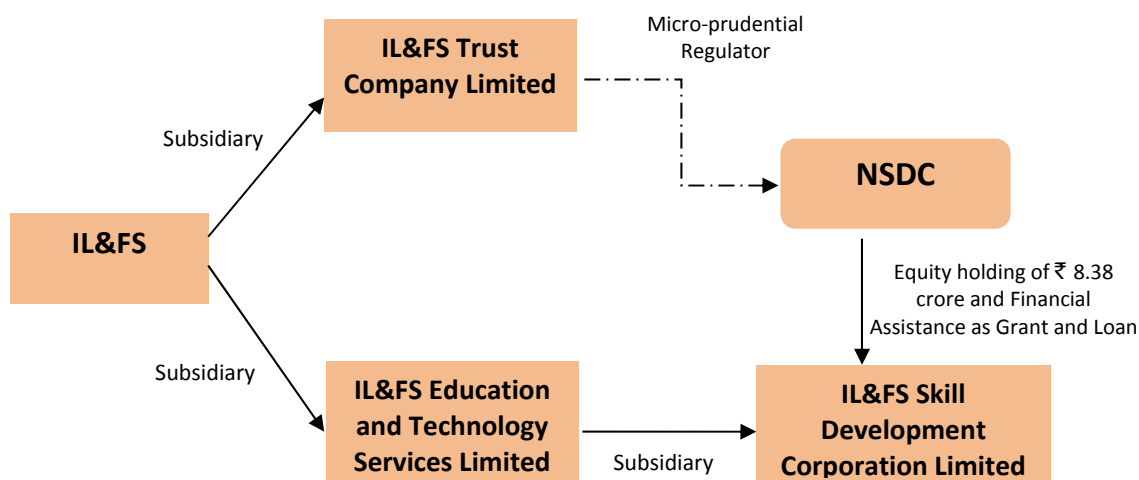 Micro-prudential
Regulator
IL&FS Trust
Company Limited
Subsidiary
NSDC
IL&FS
Equity holding of ₹ 8.38
crore and Financial
Assistance as Grant and Loan
Subsidiary
IL&FS Education
and Technology
Services Limited
Subsidiary
IL&FS Skill
Development
Corporation Limited